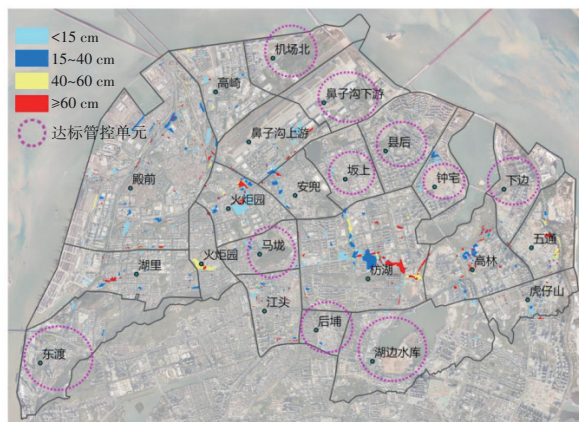 <15 cm
15~40 cm
40~60 cm
>60 cm
达标管控单元
机场北
高崎
鼻子沟下游
鼻子沟上游
县后
坂上
钟宅
下边
殿前
安兜
火炬园
五通
马垅
火炬园
湖里
枋湖
高林
虎仔山
江头
后埔
东渡
湖边水库